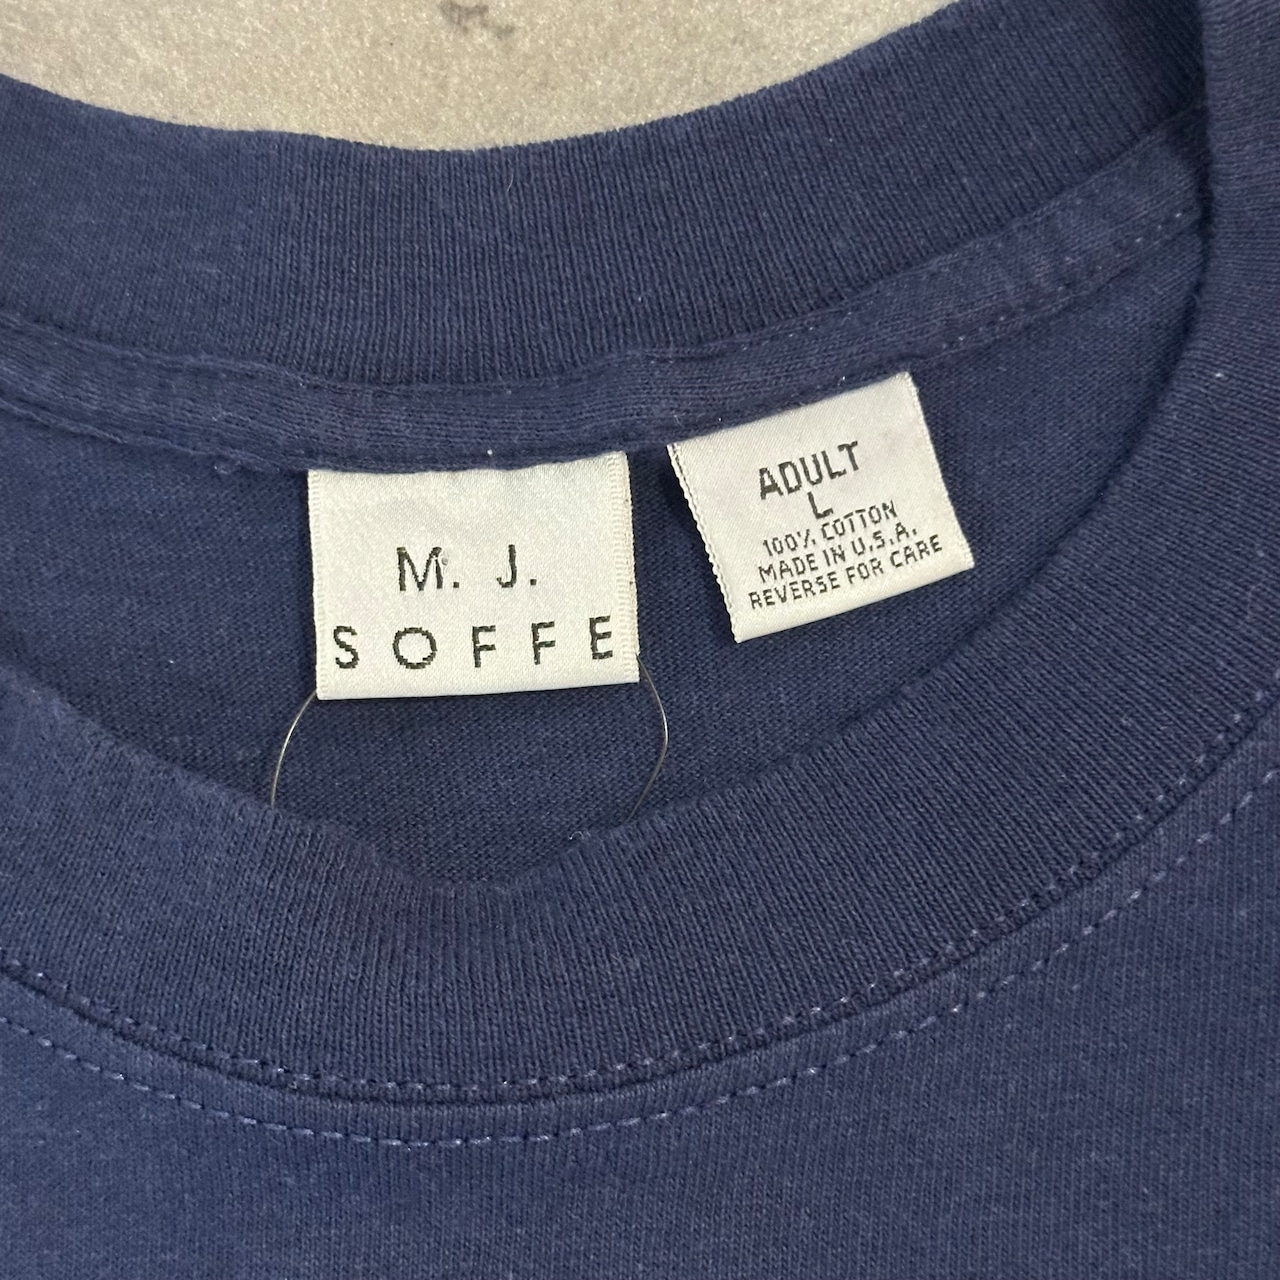 M. J.
SOFFE
ADULT
L
100% COTTON
MADE IN U.S.A.
REVERSE FOR CARE